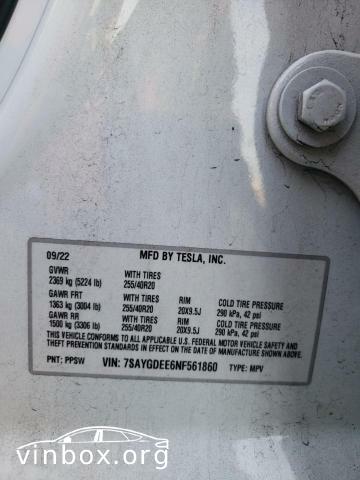 09/22 MFD BY TESLA, INC.
GVWR WITH TIRES
2369 kg (5224 lb) 255/40R20
GAWR FRT WITH TIRES RIM COLD TIRE PRESSURE
1363 kg (3004 lb) 255/40R20 20X9.5J 290 kPa, 42 psi
GAWR RR WITH TIRES RIM COLD TIRE PRESSURE
1500 kg (3306 lb) 255/40R20 20X9.5J 290 kPa, 42 psi
THIS VEHICLE CONFORMS TO ALL APPLICABLE U.S. FEDERAL MOTOR VEHICLE SAFETY AND
THEFT PREVENTION STANDARDS IN EFFECT ON THE DATE OF MANUFACTURE SHOWN ABOVE.
PNT: PPSW VIN: 7SAYGDEE6NF561860 TYPE: MPV
vinbox.org